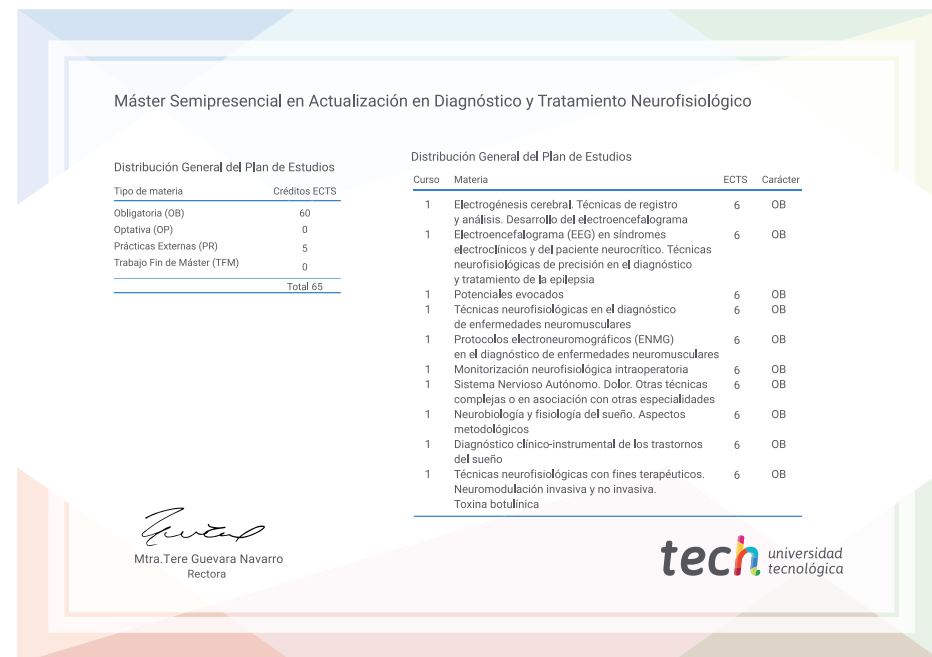 Máster Semipresencial en Actualización en Diagnóstico y Tratamiento Neurofisiológico
Distribución General del Plan de Estudios
Tipo de materia Créditos ECTS
Obligatoria (OB) 60
Optativa (OP) 0
Prácticas Externas (PR) 5
Trabajo Fin de Máster (TFM) 0
Total 65
Distribución General del Plan de Estudios
Curso Materia ECTS Carácter
1 Electrogénesis cerebral. Técnicas de registro 6 OB
y análisis. Desarrollo del electroencefalograma
1 Electroencefalograma (EEG) en síndromes 6 OB
electroclínicos y del paciente neurocrítico. Técnicas
neurofisiológicas de precisión en el diagnóstico
y tratamiento de la epilepsia
1 Potenciales evocados 6 OB
1 Técnicas neurofisiológicas en el diagnóstico 6 OB
de enfermedades neuromusculares
1 Protocolos electroneuromográficos (ENMG) 6 OB
en el diagnóstico de enfermedades neuromusculares
1 Monitorización neurofisiológica intraoperatoria 6 OB
1 Sistema Nervioso Autónomo. Dolor. Otras técnicas 6 OB
complejas o en asociación con otras especialidades
1 Neurobiología y fisiología del sueño. Aspectos 6 OB
metodológicos
1 Diagnóstico clínico-instrumental de los trastornos 6 OB
del sueño
1 Técnicas neurofisiológicas con fines terapéuticos. 6 OB
Neuromodulación invasiva y no invasiva.
Toxina botulínica
Mtra.Tere Guevara Navarro
Rectora
tech universidad
tecnológica